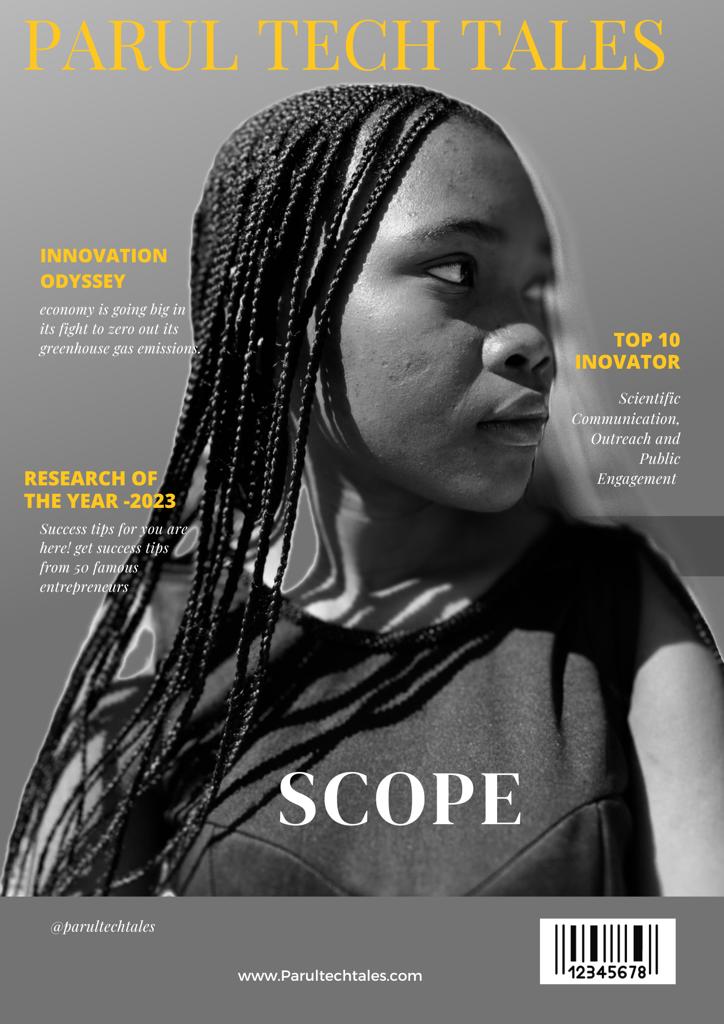 PARUL TECH TALES
INNOVATION
ODYSSEY
economy is going big in
its fight to zero out its
greenhouse gas emissions.
TOP 10
INOVATOR
Scientific
Communication,
Outreach and
Public
Engagement
RESEARCH OF
THE YEAR -2023
Success tips for you are
here! get success tips
from 50 famous
entrepreneurs
SCOPE
@parultechtales
www.Parultechtales.com
12345678